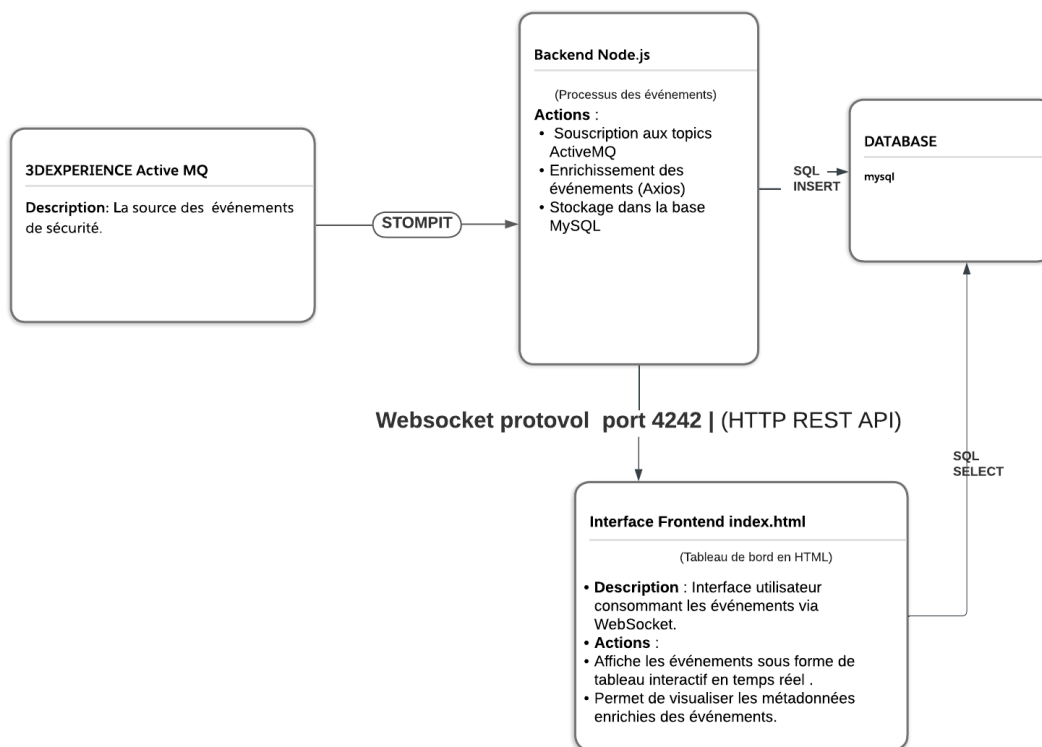 Backend Node.js
(Processus des événements)
Actions :
• Souscription aux topics
ActiveMQ
• Enrichissement des
événements (Axios)
• Stockage dans la base
MySQL
3DEXPERIENCE Active MQ
Description: La source des événements
de sécurité.
STOMPIT
SQL
INSERT
DATABASE
mysql
Websocket protovol port 4242 | (HTTP REST API)
SQL
SELECT
Interface Frontend index.html
(Tableau de bord en HTML)
• Description : Interface utilisateur
consommant les événements via
WebSocket.
• Actions :
• Affiche les événements sous forme de
tableau interactif en temps réel .
• Permet de visualiser les métadonnées
enrichies des événements.